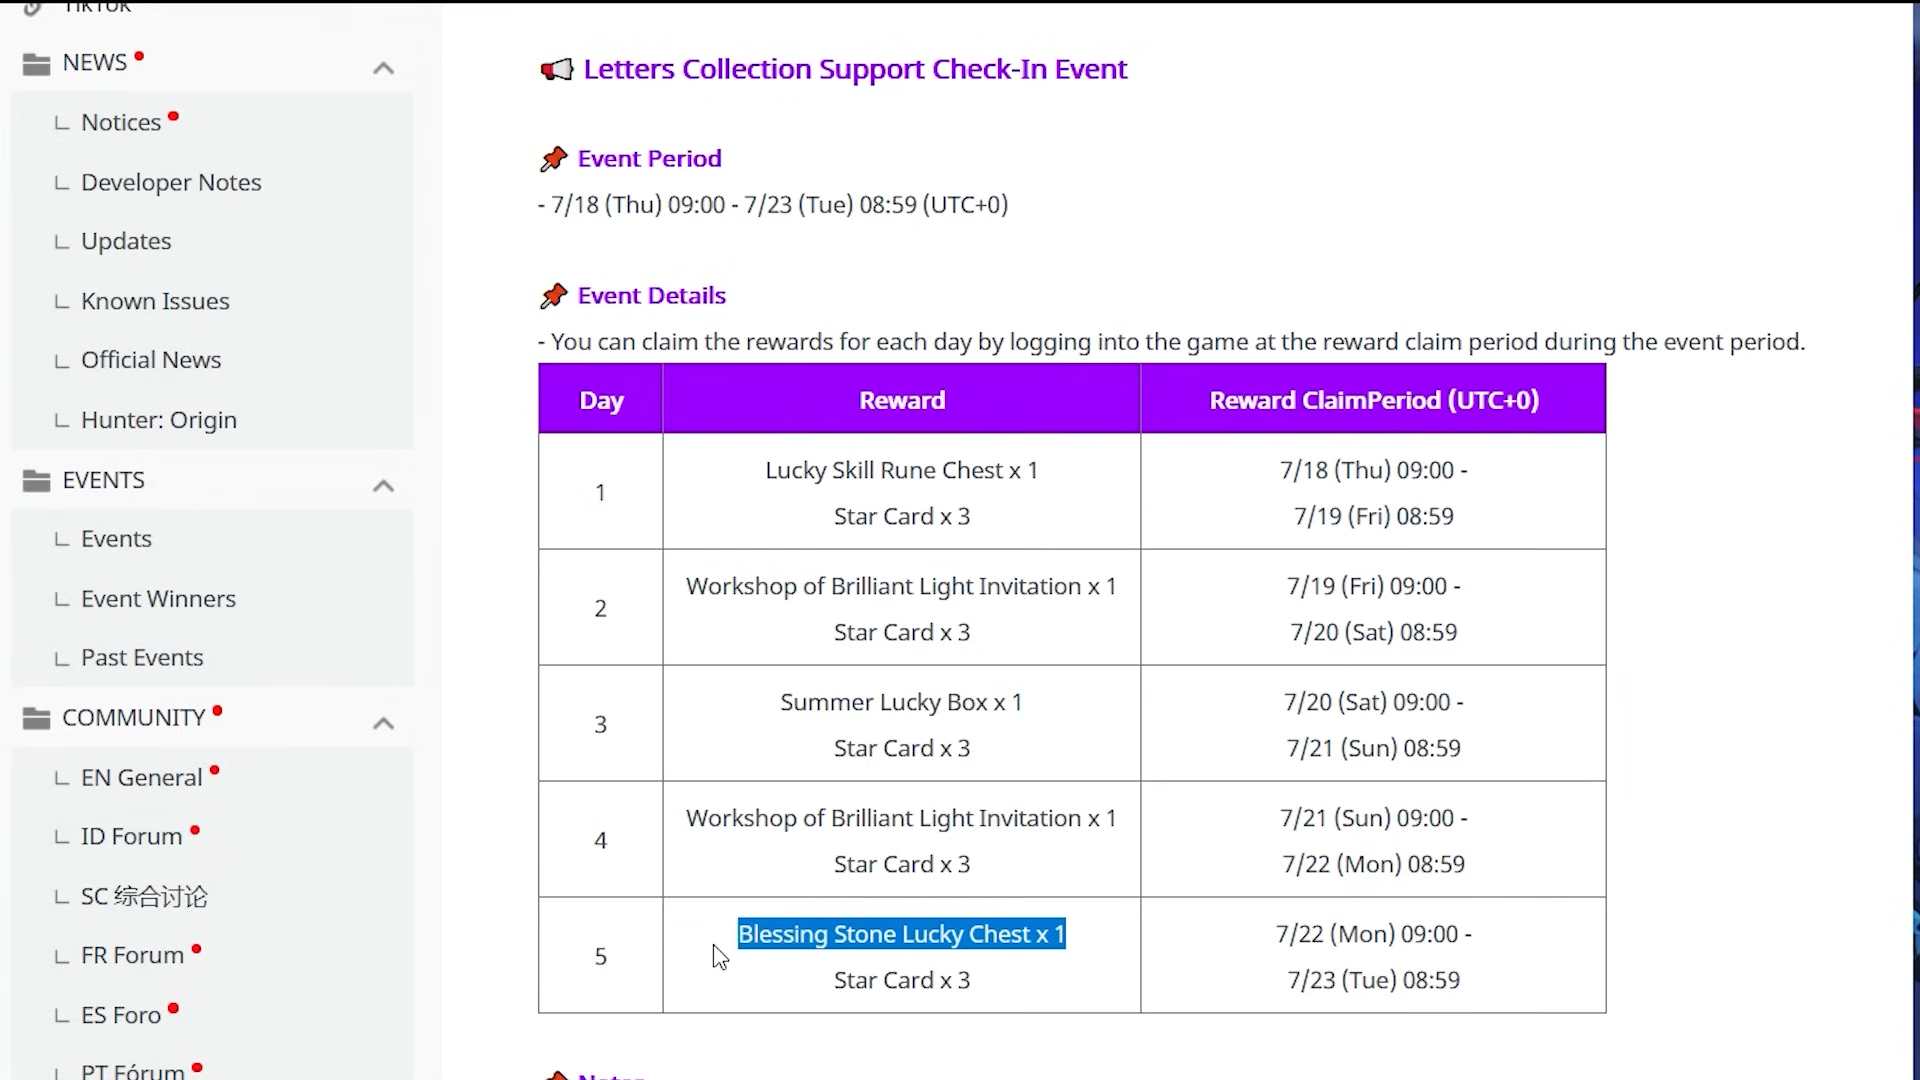 TikTok
NEWS
Notices
Developer Notes
Updates
Known Issues
Official News
Hunter: Origin
EVENTS
Events
Event Winners
Past Events
COMMUNITY
EN General
ID Forum
SC 综合讨论
FR Forum
ES Foro
PT Fórum
Letters Collection Support Check-In Event
Event Period
- 7/18 (Thu) 09:00 - 7/23 (Tue) 08:59 (UTC+0)
Event Details
- You can claim the rewards for each day by logging into the game at the reward claim period during the event period.
Day Reward Reward ClaimPeriod (UTC+0)
1
Lucky Skill Rune Chest x 1
Star Card x 3
7/18 (Thu) 09:00 -
7/19 (Fri) 08:59
2
Workshop of Brilliant Light Invitation x 1
Star Card x 3
7/19 (Fri) 09:00 -
7/20 (Sat) 08:59
3
Summer Lucky Box x 1
Star Card x 3
7/20 (Sat) 09:00 -
7/21 (Sun) 08:59
4
Workshop of Brilliant Light Invitation x 1
Star Card x 3
7/21 (Sun) 09:00 -
7/22 (Mon) 08:59
5
Blessing Stone Lucky Chest x 1
Star Card x 3
7/22 (Mon) 09:00 -
7/23 (Tue) 08:59